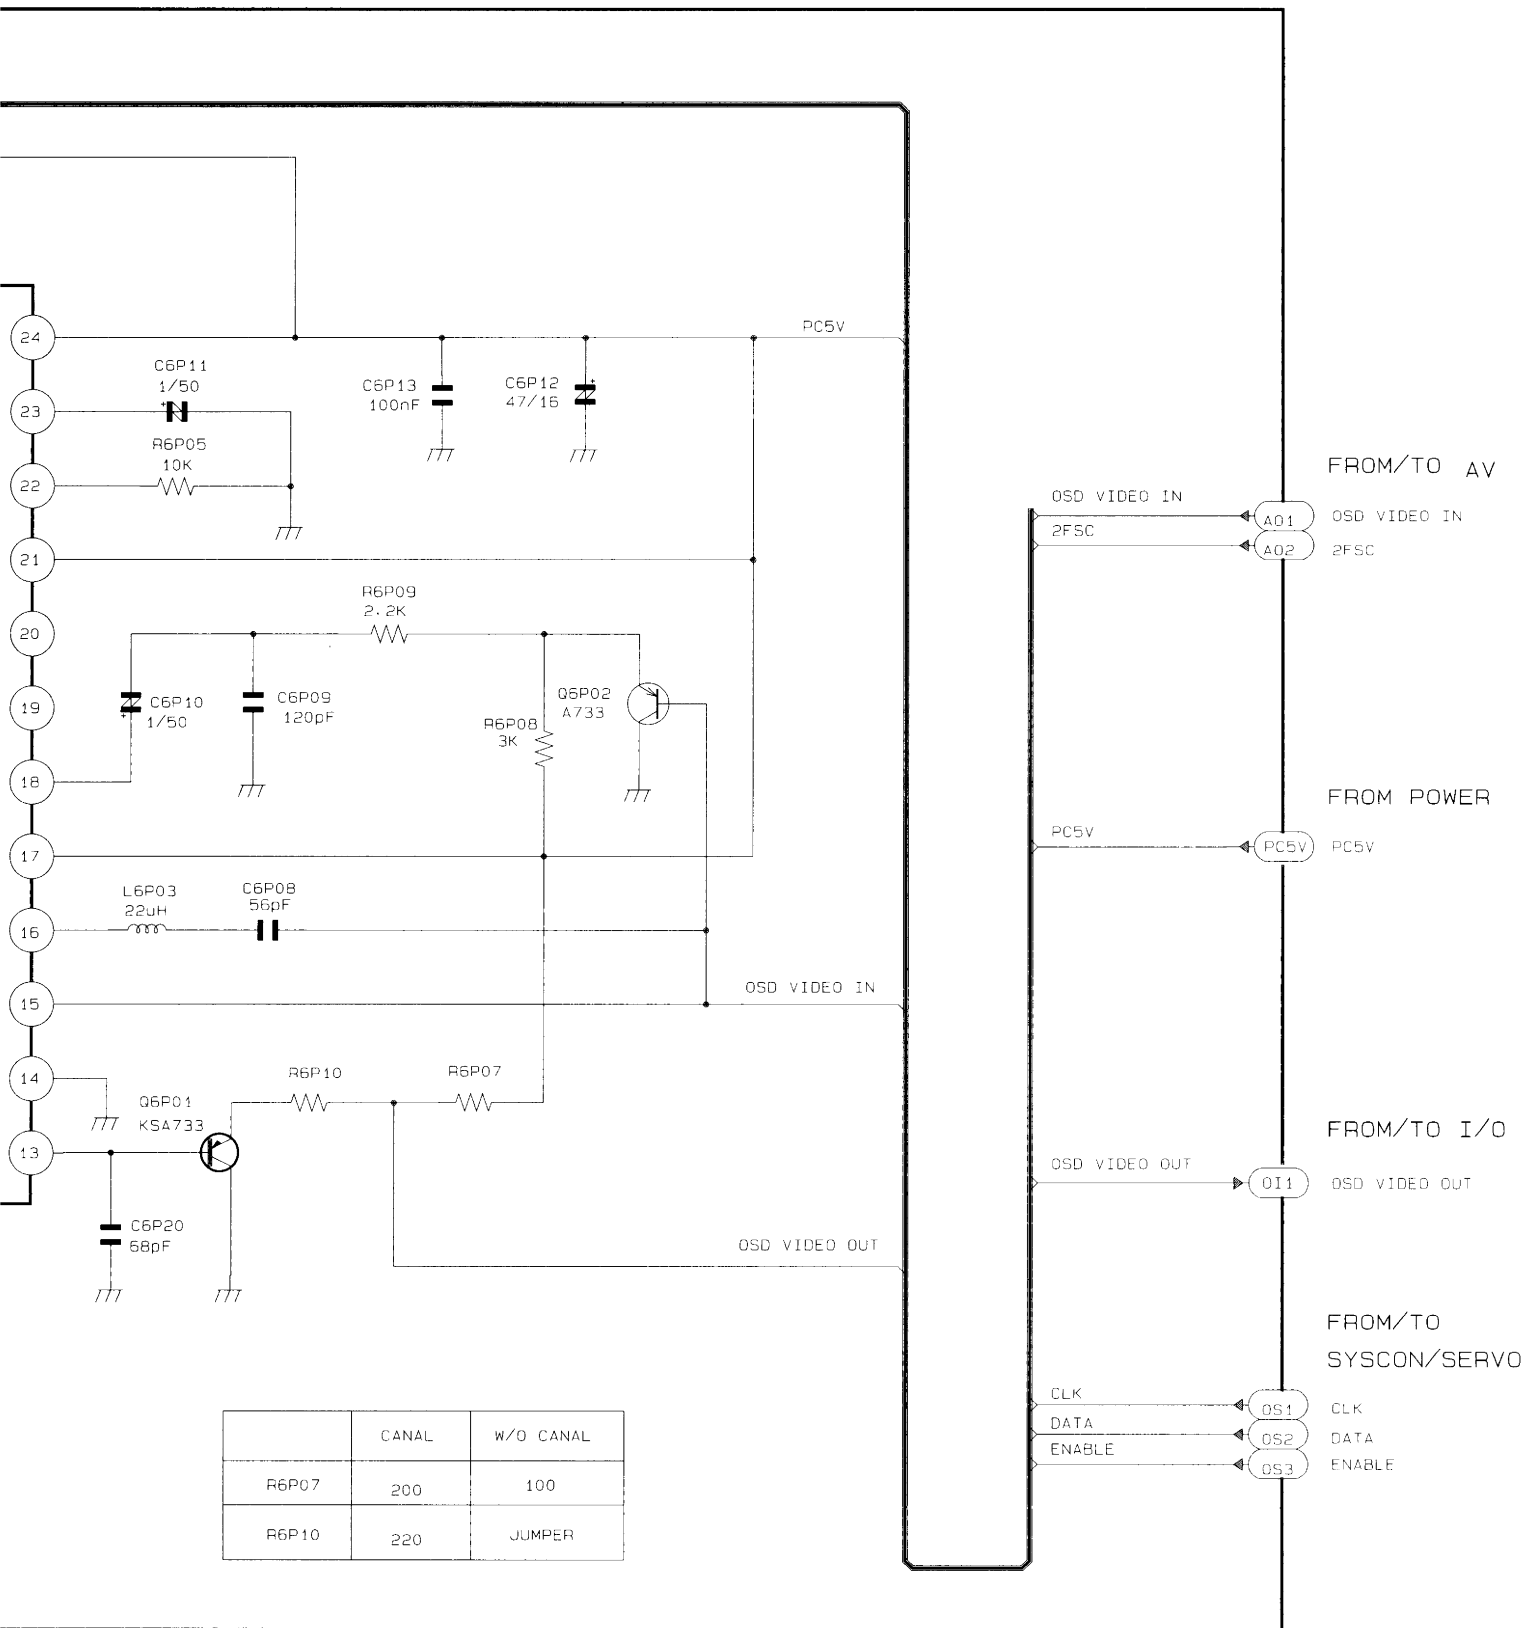 PC5V
24
C6P11
1/50
C6P13
100nF
C6P12
47/16
23
R6P05
10K
22
21
R6P09
2.2K
20
C6P10
1/50
C6P09
120pF
Q6P02
A733
19
R6P08
3K
18
17
L6P03
22uH
C6P08
56pF
16
OSD VIDEO IN
15
R6P10
R6P07
14
Q6P01
KSA733
13
C6P20
68pF
OSD VIDEO OUT
CANAL W/O CANAL
R6P07 200 100
R6P10 220 JUMPER
FROM/TO AV
OSD VIDEO IN
AO1 OSD VIDEO IN
2FSC
AO2 2FSC
FROM POWER
PC5V
PC5V PC5V
FROM/TO I/O
OSD VIDEO OUT
OI1 OSD VIDEO OUT
FROM/TO
SYSCON/SERVO
CLK
OS1 CLK
DATA
OS2 DATA
ENABLE
OS3 ENABLE